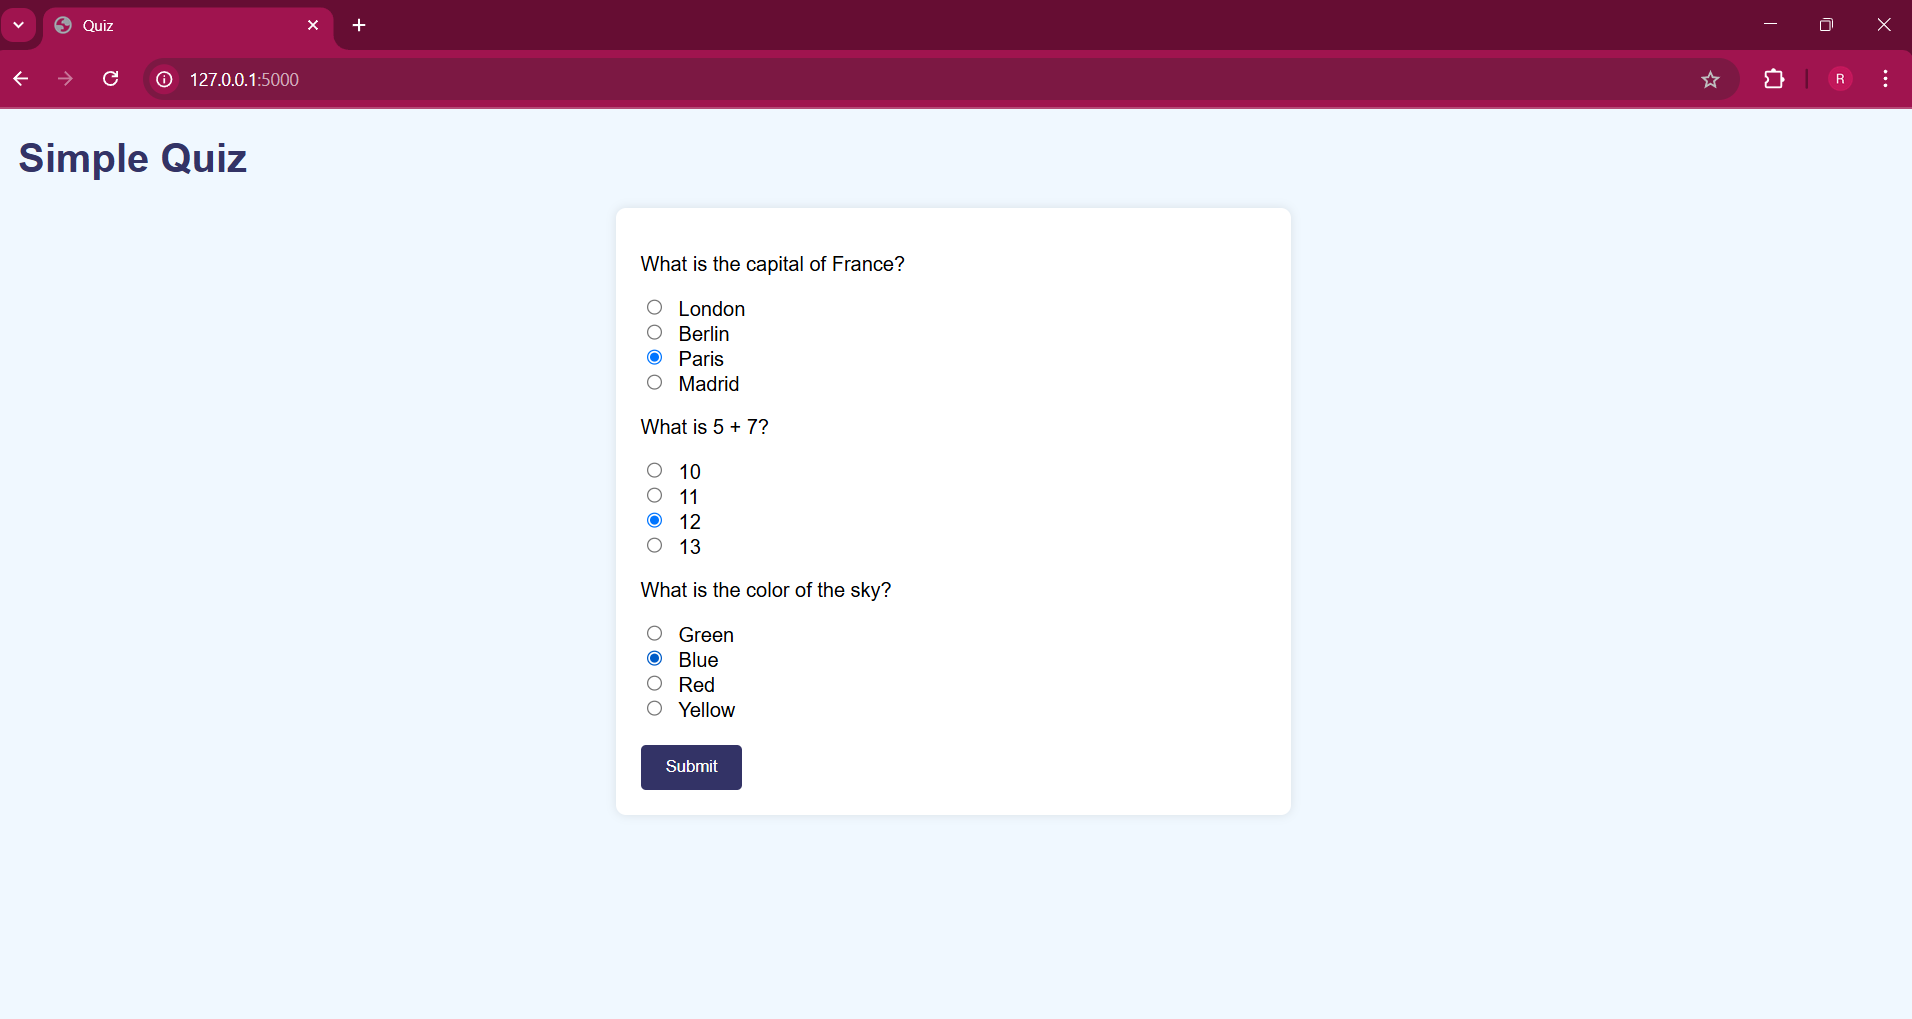 Quiz
127.0.0.1:5000
R
Simple Quiz
What is the capital of France?
London
Berlin
Paris
Madrid
What is 5 + 7?
10
11
12
13
What is the color of the sky?
Green
Blue
Red
Yellow
Submit